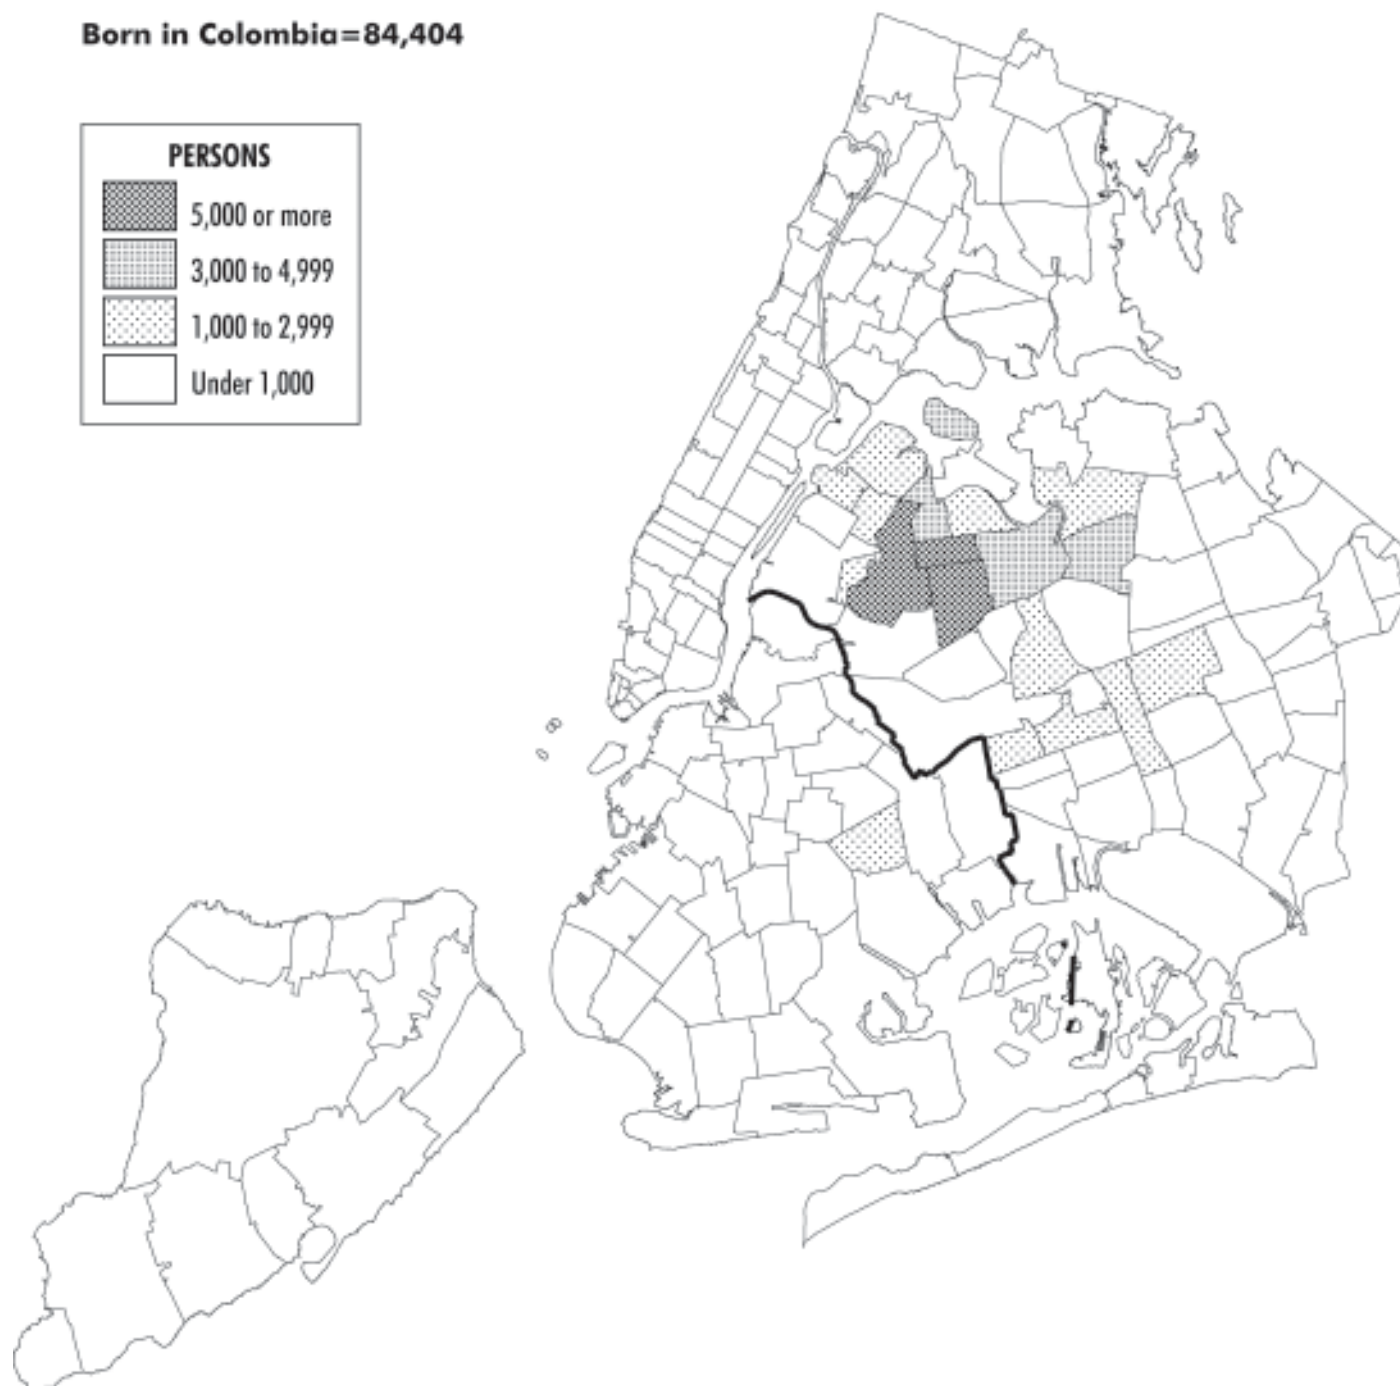 Born in Colombia=84,404
PERSONS
5,000 or more
3,000 to 4,999
1,000 to 2,999
Under 1,000